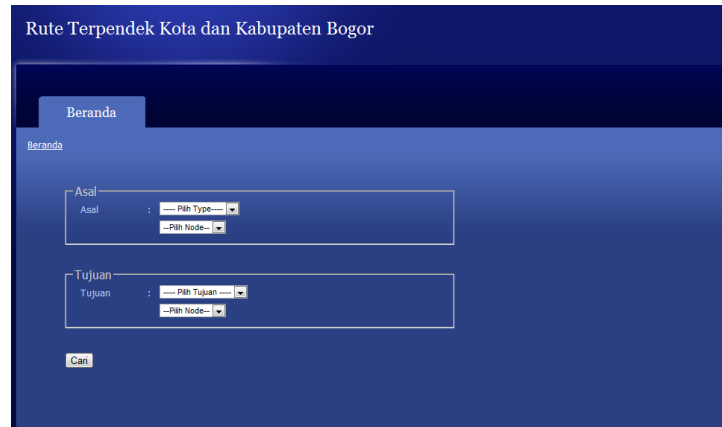 Rute Terpendek Kota dan Kabupaten Bogor
Beranda
Beranda
Asal
Asal : ---- Pilih Type----
--Pilih Node--
Tujuan
Tujuan : ---- Pilih Tujuan ----
--Pilih Node--
Cari